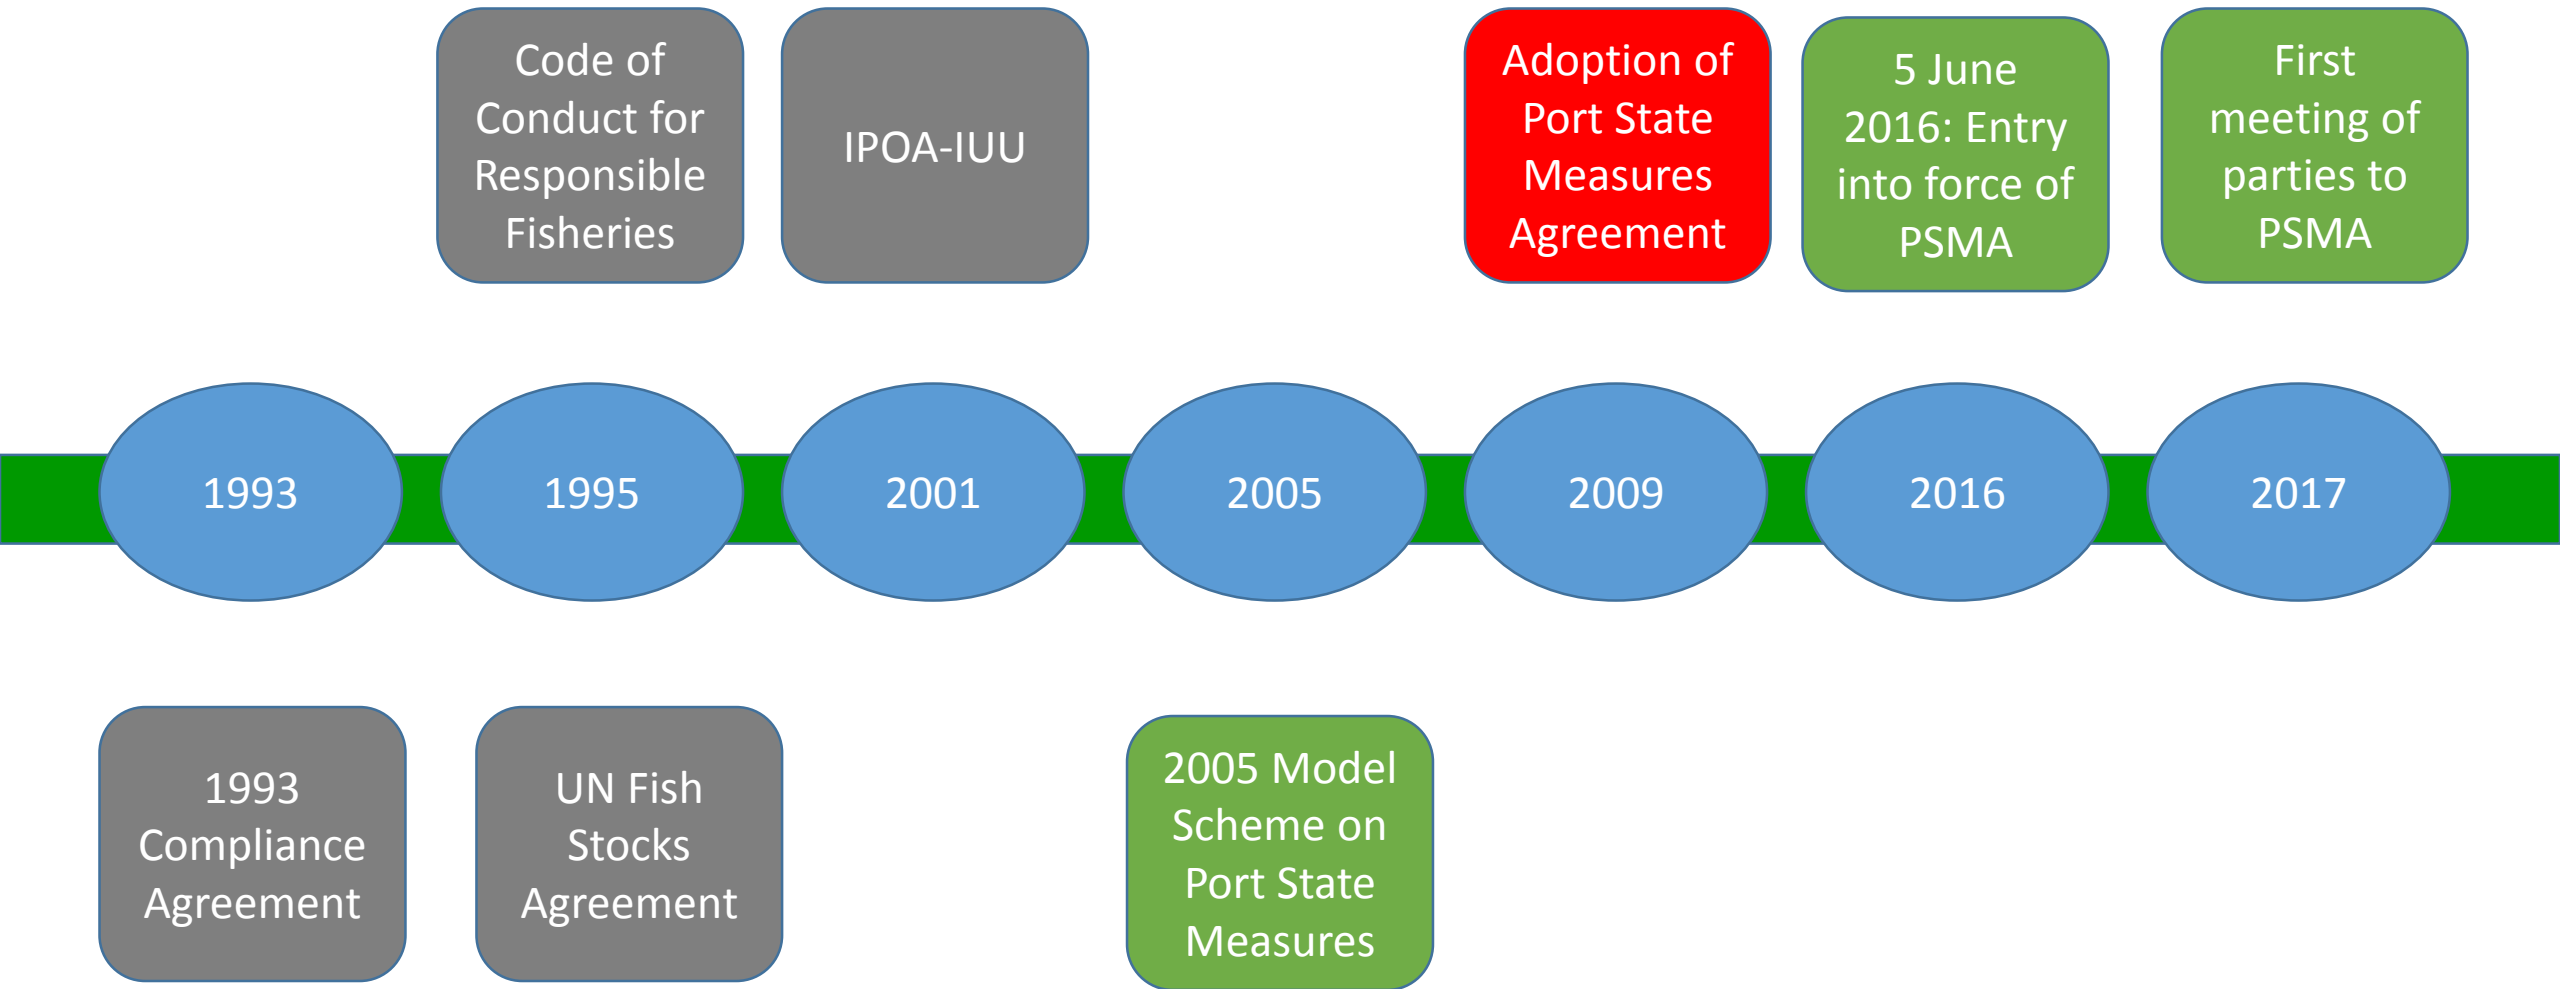 Code of
Conduct for
Responsible
Fisheries
IPOA-IUU
Adoption of
Port State
Measures
Agreement
5 June
2016: Entry
into force of
PSMA
First
meeting of
parties to
PSMA
1993
1995
2001
2005
2009
2016
2017
1993
Compliance
Agreement
UN Fish
Stocks
Agreement
2005 Model
Scheme on
Port State
Measures